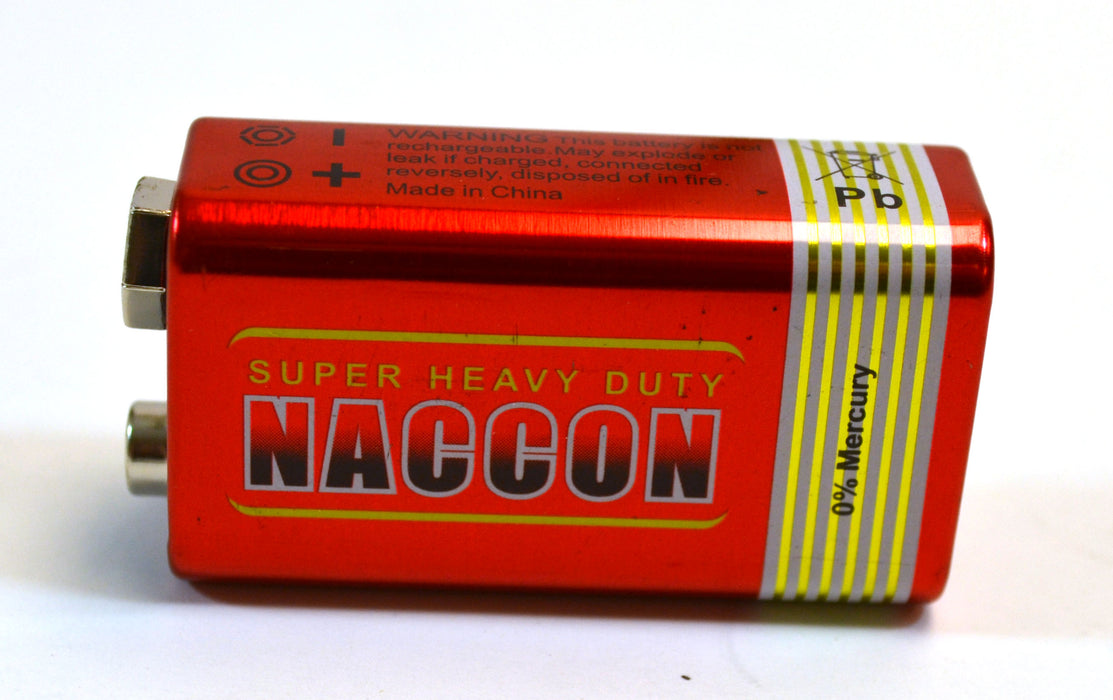 −
+
WARNING This battery is not
rechargeable.May explode or
leak if charged, connected
reversely, disposed of in fire.
Made in China
Pb
SUPER HEAVY DUTY
NACCON
0% Mercury